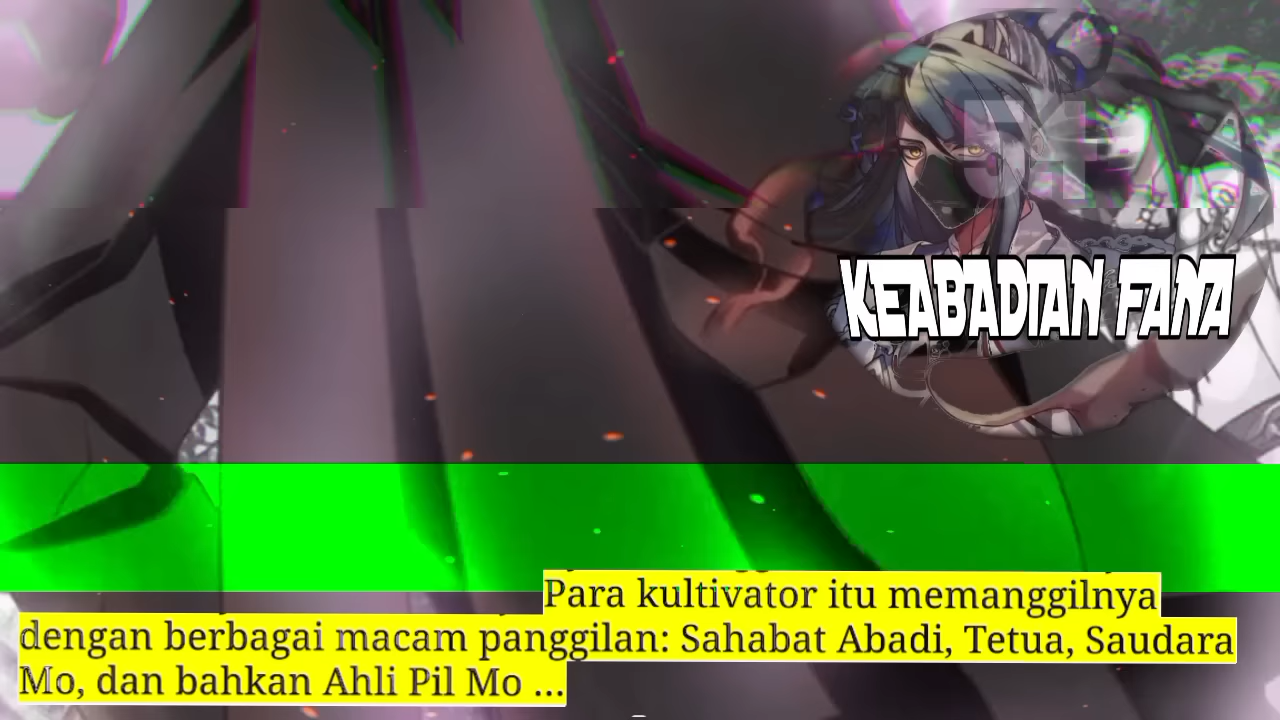 KEABADIAN FANA
Para kultivator itu memanggilnya
dengan berbagai macam panggilan: Sahabat Abadi, Tetua, Saudara
Mo, dan bahkan Ahli Pil Mo ...